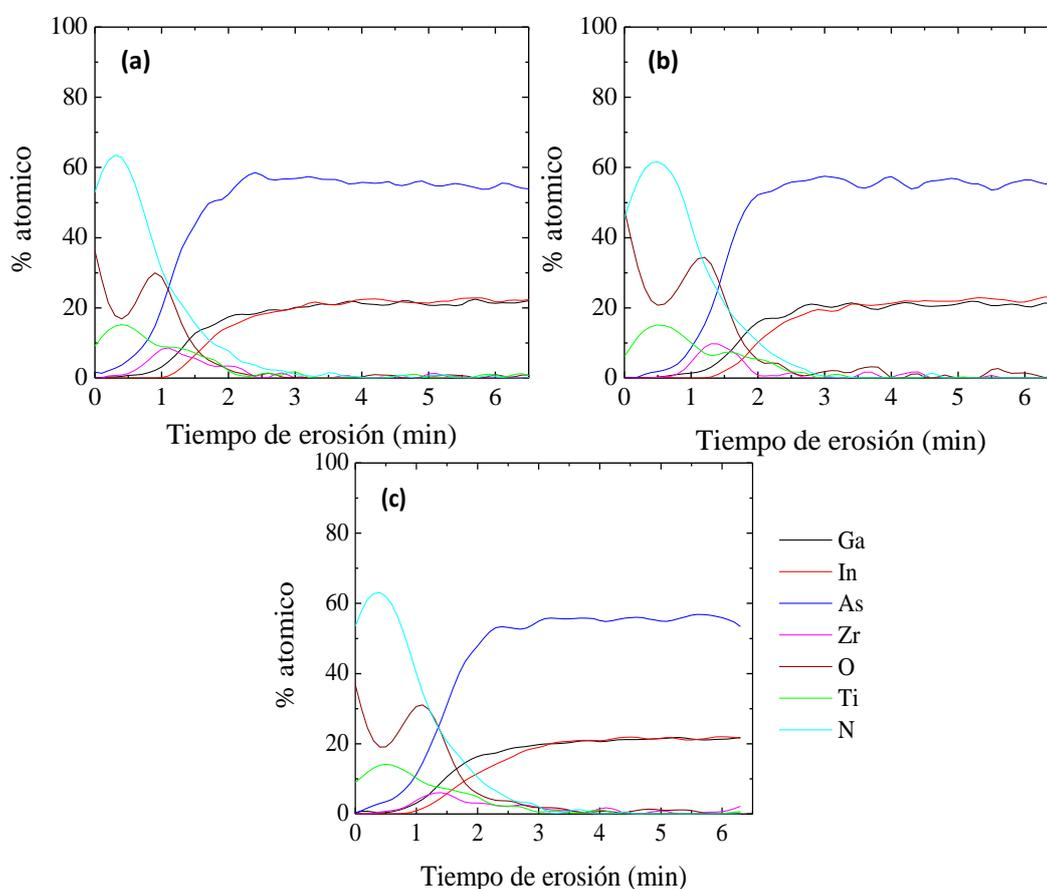 (a)
100
80
60
40
20
0
% atomico
0 1 2 3 4 5 6
Tiempo de erosión (min)
(b)
100
80
60
40
20
0
% atomico
0 1 2 3 4 5 6
Tiempo de erosión (min)
(c)
100
80
60
40
20
0
% atomico
0 1 2 3 4 5 6
Tiempo de erosión (min)
Ga
In
As
Zr
O
Ti
N